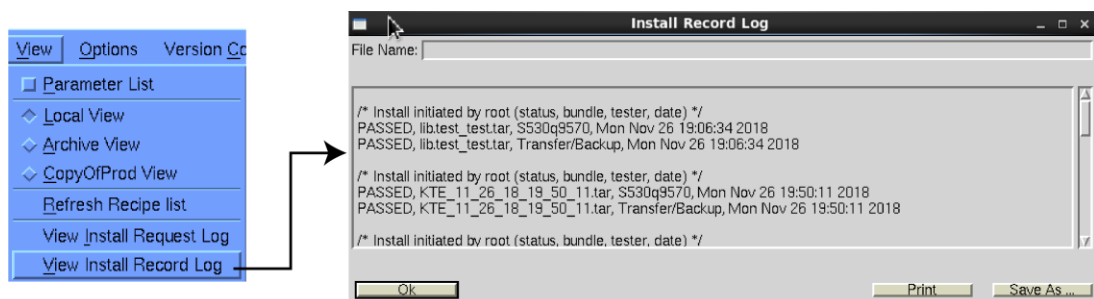 View Options Version Co
Parameter List
Local View
Archive View
CopyOfProd View
Refresh Recipe list
View Install Request Log
View Install Record Log
Install Record Log
File Name:
/* Install initiated by root (status, bundle, tester, date) */
PASSED, lib.test_test.tar, S530q9570, Mon Nov 26 19:06:34 2018
PASSED, lib.test_test.tar, Transfer/Backup, Mon Nov 26 19:06:34 2018
/* Install initiated by root (status, bundle, tester, date) */
PASSED, KTE_11_26_18_19_50_11.tar, S530q9570, Mon Nov 26 19:50:11 2018
PASSED, KTE_11_26_18_19_50_11.tar, Transfer/Backup, Mon Nov 26 19:50:11 2018
/* Install initiated by root (status, bundle, tester, date) */
Ok Print Save As ...